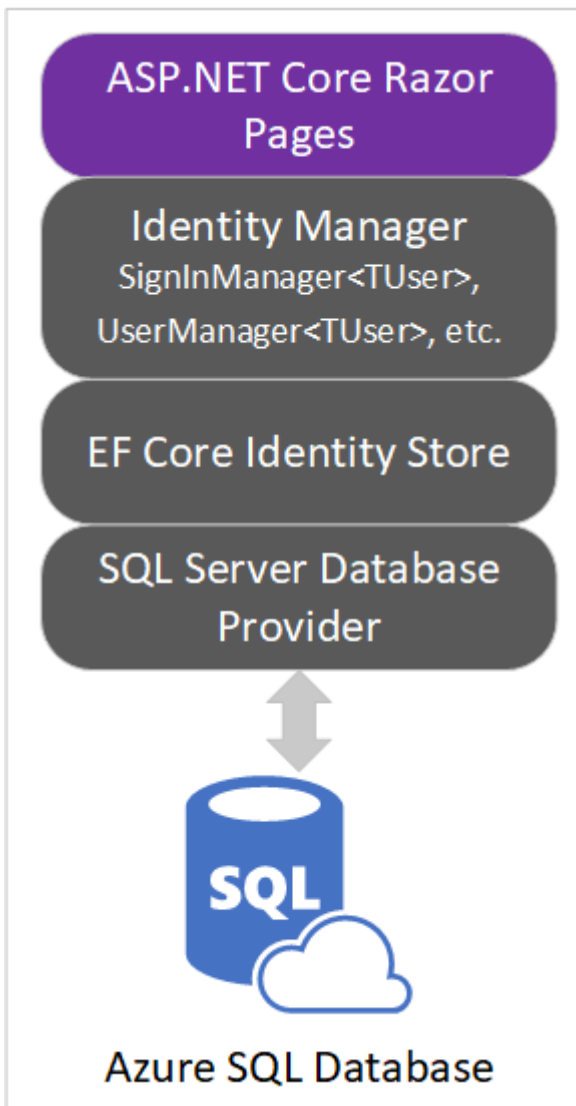 ASP.NET Core Razor
Pages
Identity Manager
SignInManager<TUser>,
UserManager<TUser>, etc.
EF Core Identity Store
SQL Server Database
Provider
SQL
Azure SQL Database